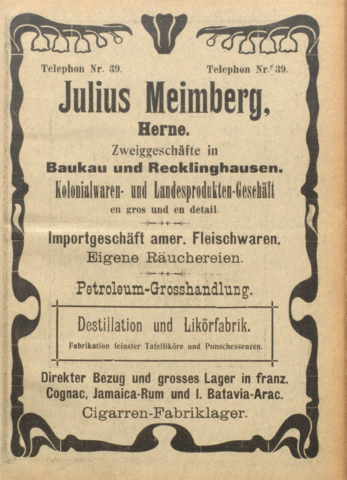 Telephon Nr. 39. Telephon Nr. 39.
Julius Meimberg,
Herne.
Zweiggeschäfte in
Baukau und Recklinghausen.
Kolonialwaren- und Landesprodukten-Geschäft
en gros und en detail
Importgeschäft amer. Fleischwaren.
Eigene Räuchereien.
Petroleum-Grosshandlung.
Destillation und Likörfabrik.
Fabrikation feinster Tafelliköre und Punschessenzen.
Direkter Bezug und grosses Lager in franz.
Cognac, Jamaica-Rum und I. Batavia-Arac.
Cigarren-Fabriklager.